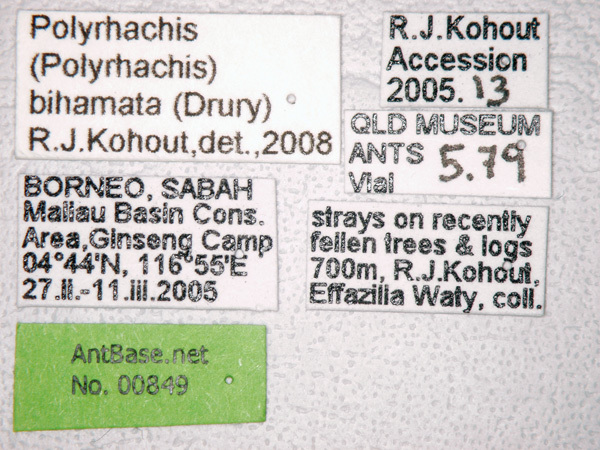 Polyrhachis
(Polyrhachis)
bihamata (Drury)
R.J.Kohout,det.,2008
R.J.Kohout
Accession
2005. 13
QLD MUSEUM
ANTS 5.79
Vial
BORNEO, SABAH
Maliau Basin Cons.
Area,Ginseng Camp
04°44'N, 116°55'E
27.ii.-11.iii.2005
strays on recently
fellen trees & logs
700m, R.J.Kohout,
Effazilla Waty, coll.
AntBase.net
No. 00849